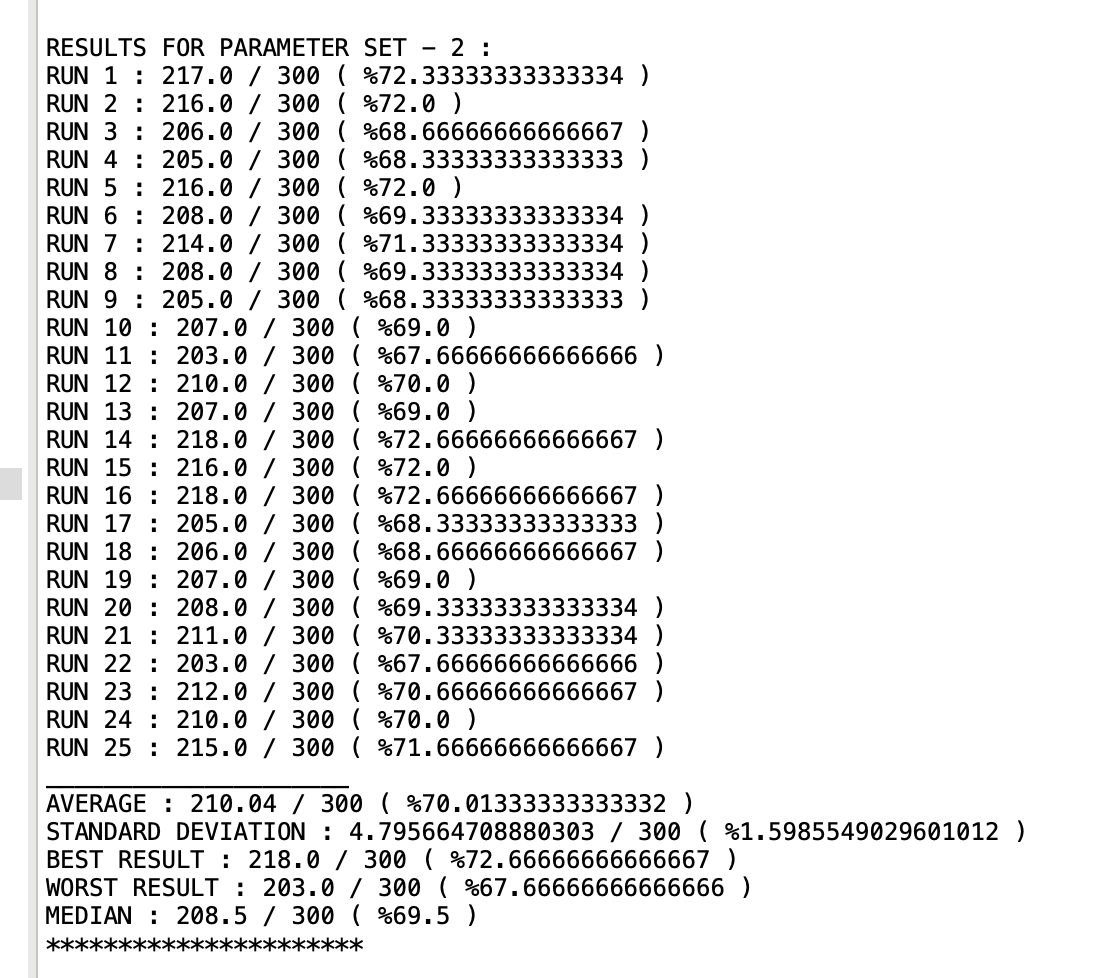 RESULTS FOR PARAMETER SET - 2 :
RUN 1 : 217.0 / 300 ( %72.33333333333334 )
RUN 2 : 216.0 / 300 ( %72.0 )
RUN 3 : 206.0 / 300 ( %68.66666666666667 )
RUN 4 : 205.0 / 300 ( %68.33333333333333 )
RUN 5 : 216.0 / 300 ( %72.0 )
RUN 6 : 208.0 / 300 ( %69.33333333333334 )
RUN 7 : 214.0 / 300 ( %71.33333333333334 )
RUN 8 : 208.0 / 300 ( %69.33333333333334 )
RUN 9 : 205.0 / 300 ( %68.33333333333333 )
RUN 10 : 207.0 / 300 ( %69.0 )
RUN 11 : 203.0 / 300 ( %67.66666666666666 )
RUN 12 : 210.0 / 300 ( %70.0 )
RUN 13 : 207.0 / 300 ( %69.0 )
RUN 14 : 218.0 / 300 ( %72.66666666666667 )
RUN 15 : 216.0 / 300 ( %72.0 )
RUN 16 : 218.0 / 300 ( %72.66666666666667 )
RUN 17 : 205.0 / 300 ( %68.33333333333333 )
RUN 18 : 206.0 / 300 ( %68.66666666666667 )
RUN 19 : 207.0 / 300 ( %69.0 )
RUN 20 : 208.0 / 300 ( %69.33333333333334 )
RUN 21 : 211.0 / 300 ( %70.33333333333334 )
RUN 22 : 203.0 / 300 ( %67.66666666666666 )
RUN 23 : 212.0 / 300 ( %70.66666666666667 )
RUN 24 : 210.0 / 300 ( %70.0 )
RUN 25 : 215.0 / 300 ( %71.66666666666667 )
_____________________
AVERAGE : 210.04 / 300 ( %70.01333333333332 )
STANDARD DEVIATION : 4.795664708880303 / 300 ( %1.5985549029601012 )
BEST RESULT : 218.0 / 300 ( %72.66666666666667 )
WORST RESULT : 203.0 / 300 ( %67.66666666666666 )
MEDIAN : 208.5 / 300 ( %69.5 )
**********************